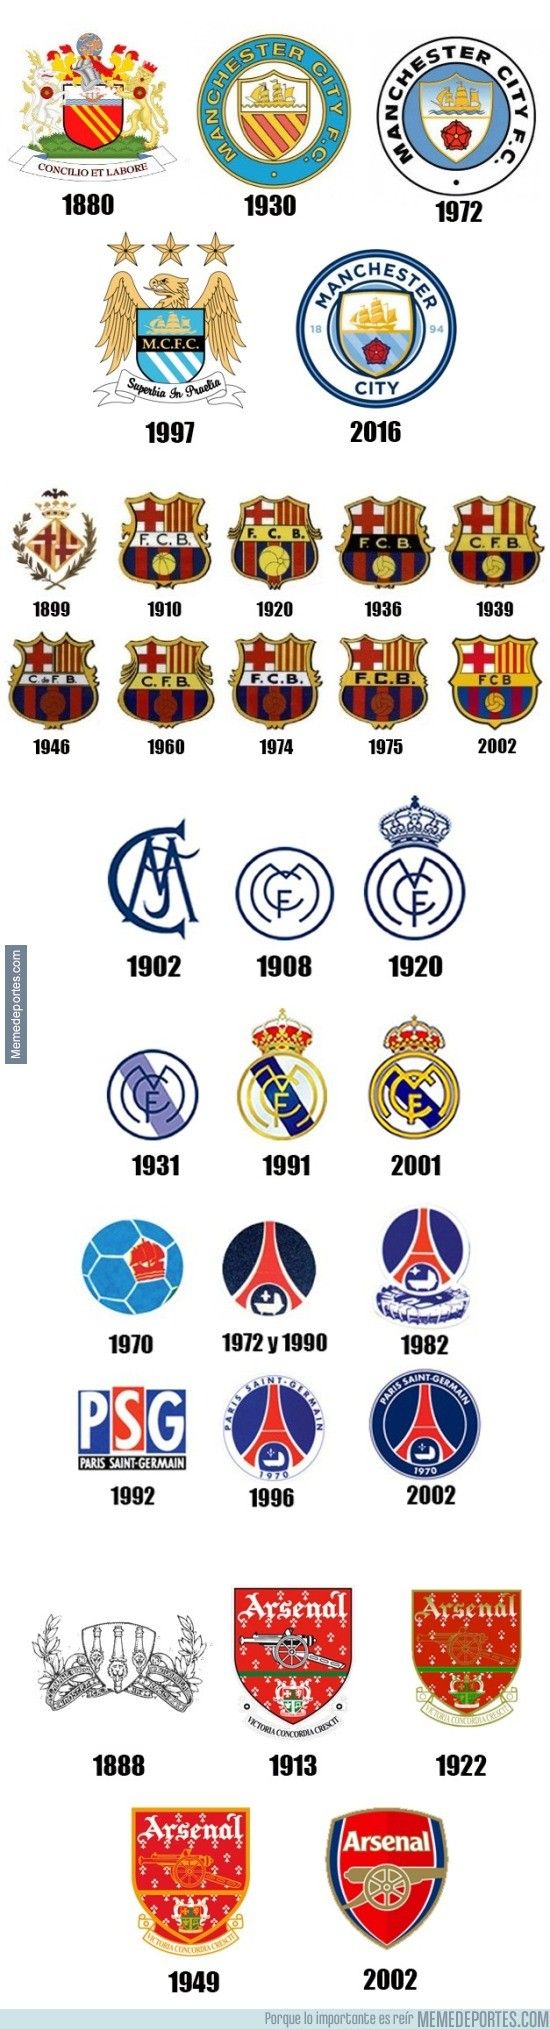 CONCILIO ET LABORE
MANCHESTER CITY F.C.
MANCHESTER CITY F.C.
1880
1930
1972
M.C.F.C.
Superbia In Praelia
MANCHESTER
18 94
CITY
1997
2016
F. C. B.
F. C. B.
F. C. B.
C. F. B.
1899
1910
1920
1936
1939
C. de F. B.
C. F. B.
F.C.B.
F.C.B.
FCB
1946
1960
1974
1975
2002
1902
1908
1920
Memedeportes.com
1931
1991
2001
1970
1972 y 1990
1982
PSG
PARIS SAINT-GERMAIN
PARIS SAINT-GERMAIN
1970
PARIS SAINT-GERMAIN
1970
1992
1996
2002
Arsenal
VICTORIA CONCORDIA CRESCIT
Arsenal
VICTORIA CONCORDIA CRESCIT
1888
1913
1922
Arsenal
VICTORIA CONCORDIA CRESCIT
Arsenal
1949
2002
Porque lo importante es reír MEMEDEPORTES.COM